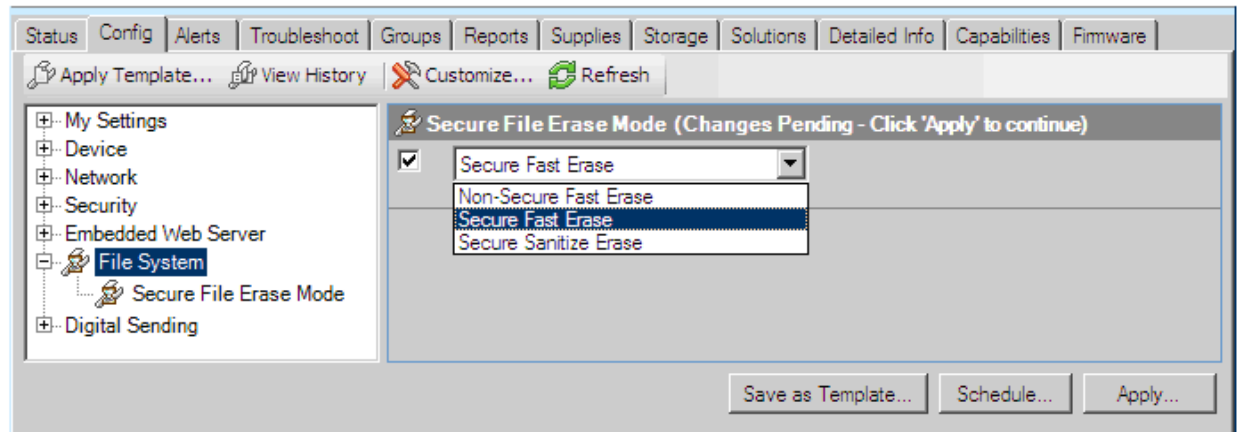 Status Config Alerts Troubleshoot Groups Reports Supplies Storage Solutions Detailed Info Capabilities Firmware
Apply Template... View History Customize... Refresh
My Settings
Device
Network
Security
Embedded Web Server
File System
Secure File Erase Mode
Digital Sending
Secure File Erase Mode (Changes Pending - Click 'Apply' to continue)
Secure Fast Erase
Non-Secure Fast Erase
Secure Fast Erase
Secure Sanitize Erase
Save as Template... Schedule... Apply...